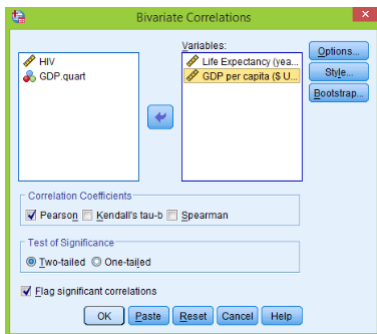 Bivariate Correlations
Variables:
HIV
GDP.quart
Life Expectancy (yea...
GDP per capita ($ U...
Options...
Style...
Bootstrap...
Correlation Coefficients
Pearson Kendall's tau-b Spearman
Test of Significance
Two-tailed One-tailed
Flag significant correlations
OK Paste Reset Cancel Help